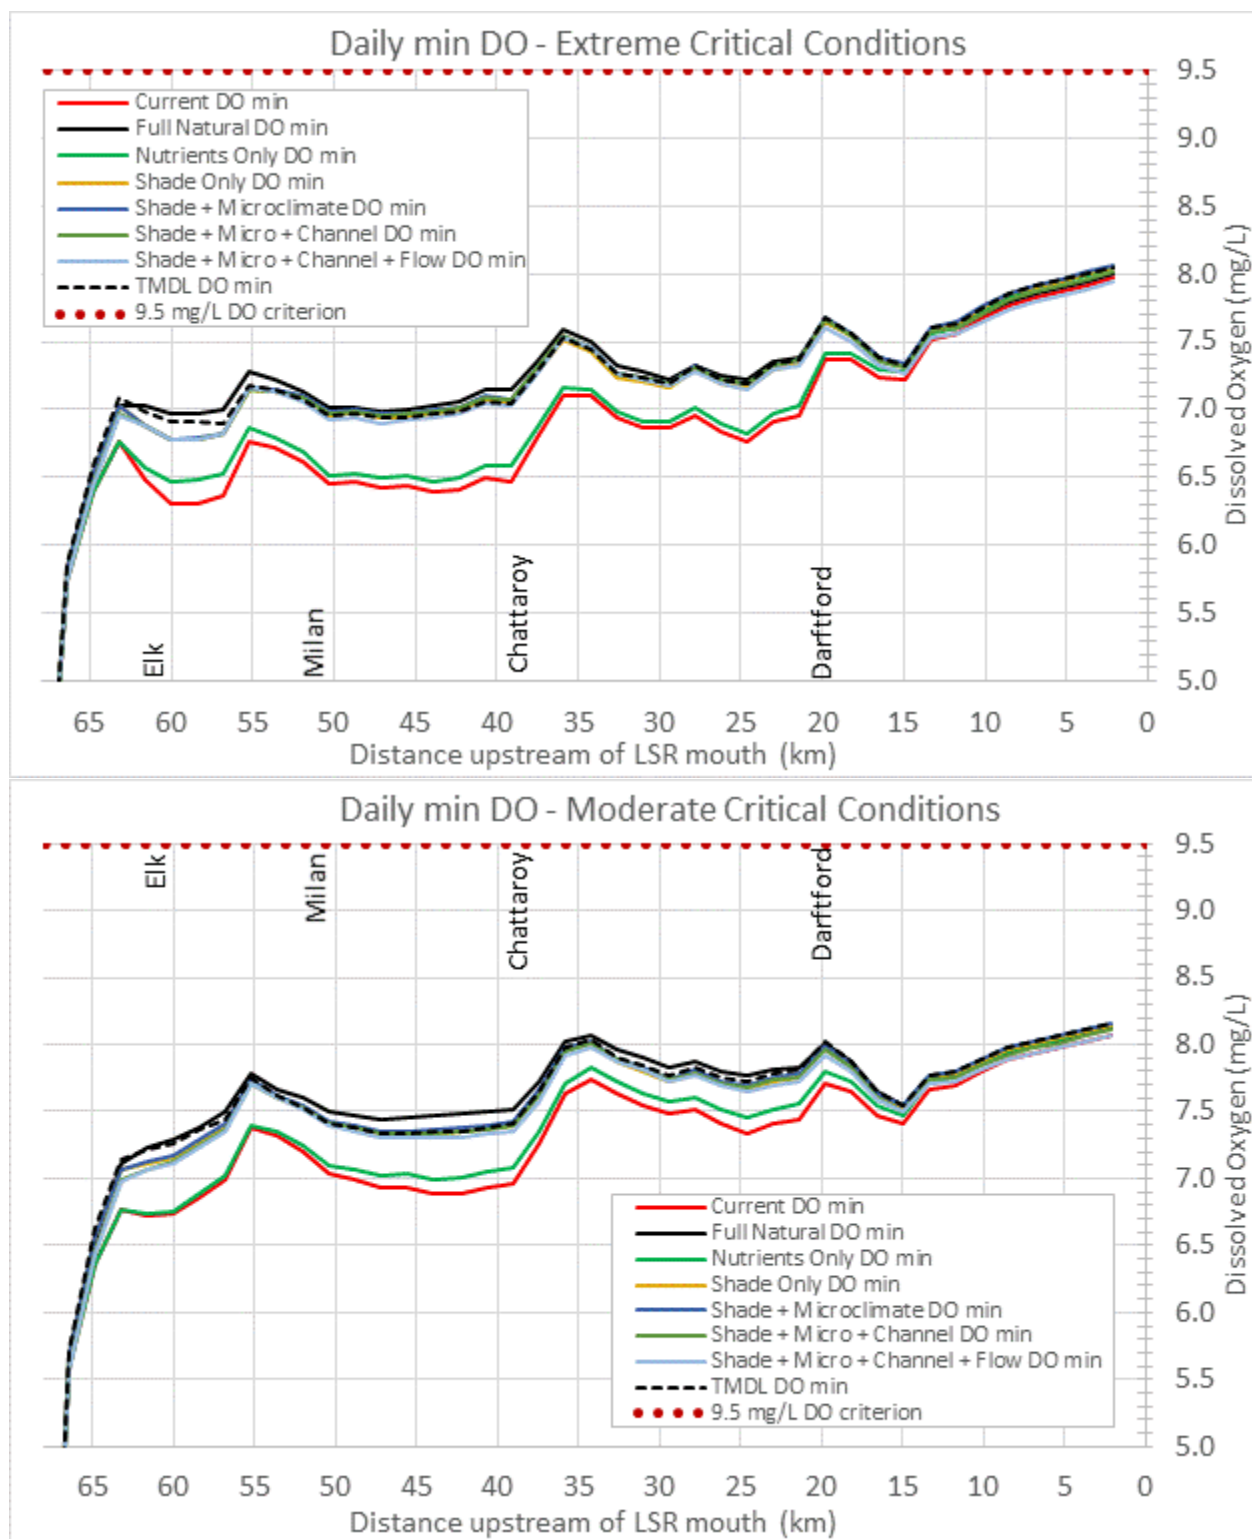 Daily min DO - Extreme Critical Conditions
Current DO min
Full Natural DO min
Nutrients Only DO min
Shade Only DO min
Shade + Microclimate DO min
Shade + Micro + Channel DO min
Shade + Micro + Channel + Flow DO min
TMDL DO min
9.5 mg/L DO criterion
9.5
9.0
8.5
8.0
7.5
7.0
6.5
6.0
5.5
5.0
Dissolved Oxygen (mg/L)
Elk
Milan
Chattaroy
Darftford
65 60 55 50 45 40 35 30 25 20 15 10 5 0
Distance upstream of LSR mouth (km)
Daily min DO - Moderate Critical Conditions
Elk
Milan
Chattaroy
Darftford
9.5
9.0
8.5
8.0
7.5
7.0
6.5
6.0
5.5
5.0
Dissolved Oxygen (mg/L)
Current DO min
Full Natural DO min
Nutrients Only DO min
Shade Only DO min
Shade + Microclimate DO min
Shade + Micro + Channel DO min
Shade + Micro + Channel + Flow DO min
TMDL DO min
9.5 mg/L DO criterion
65 60 55 50 45 40 35 30 25 20 15 10 5 0
Distance upstream of LSR mouth (km)